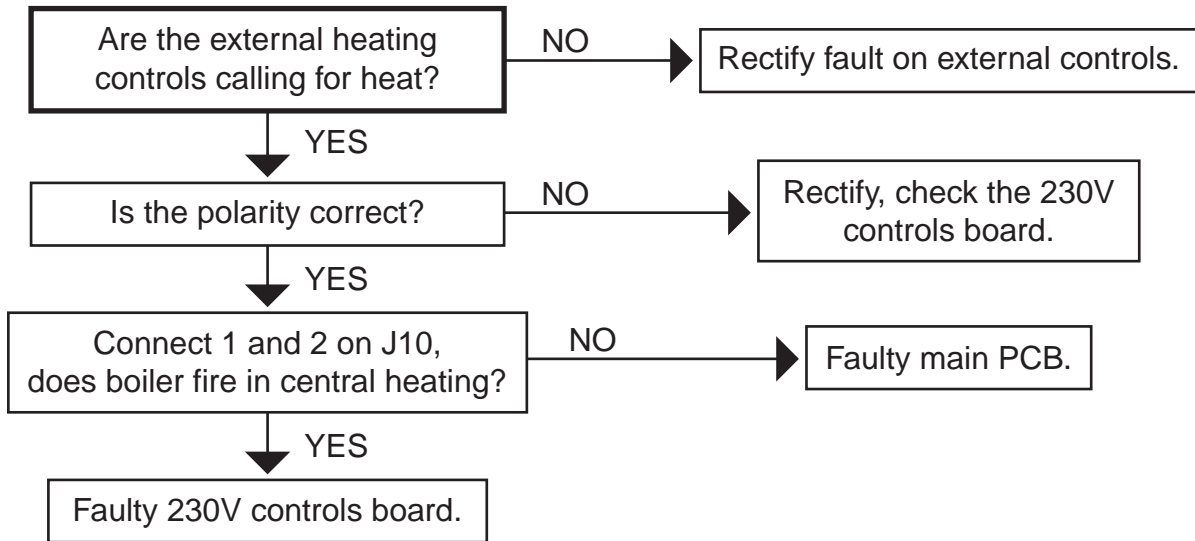 Are the external heating
controls calling for heat?
NO
Rectify fault on external controls.
YES
Is the polarity correct?
NO
Rectify, check the 230V
controls board.
YES
Connect 1 and 2 on J10,
does boiler fire in central heating?
NO
Faulty main PCB.
YES
Faulty 230V controls board.